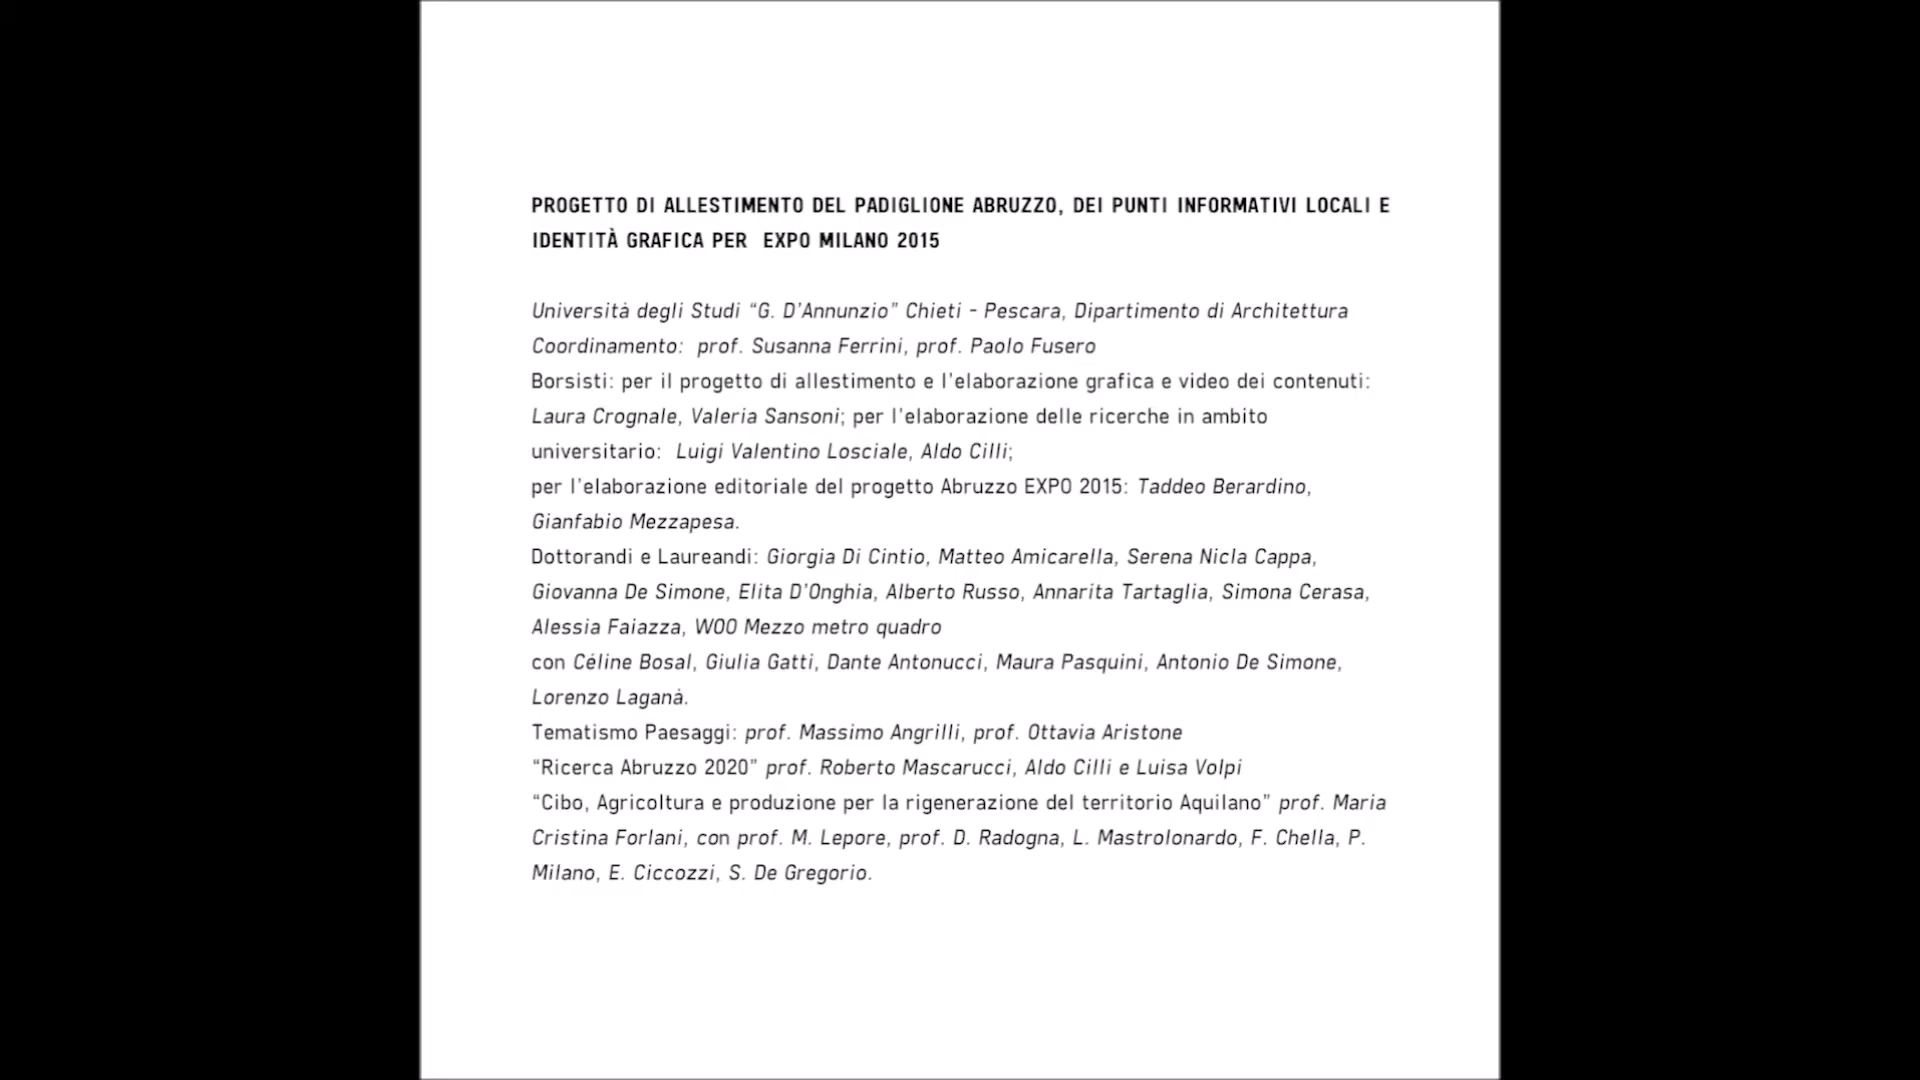 PROGETTO DI ALLESTIMENTO DEL PADIGLIONE ABRUZZO, DEI PUNTI INFORMATIVI LOCALI E
IDENTITÀ GRAFICA PER  EXPO MILANO 2015
Università degli Studi “G. D’Annunzio” Chieti - Pescara, Dipartimento di Architettura
Coordinamento:  prof. Susanna Ferrini, prof. Paolo Fusero
Borsisti: per il progetto di allestimento e l’elaborazione grafica e video dei contenuti:
Laura Crognale, Valeria Sansoni; per l’elaborazione delle ricerche in ambito
universitario:  Luigi Valentino Losciale, Aldo Cilli;
per l’elaborazione editoriale del progetto Abruzzo EXPO 2015: Taddeo Berardino,
Gianfabio Mezzapesa.
Dottorandi e Laureandi: Giorgia Di Cintio, Matteo Amicarella, Serena Nicla Cappa,
Giovanna De Simone, Elita D’Onghia, Alberto Russo, Annarita Tartaglia, Simona Cerasa,
Alessia Faiazza, WOO Mezzo metro quadro
con Céline Bosal, Giulia Gatti, Dante Antonucci, Maura Pasquini, Antonio De Simone,
Lorenzo Laganà.
Tematismo Paesaggi: prof. Massimo Angrilli, prof. Ottavia Aristone
“Ricerca Abruzzo 2020” prof. Roberto Mascarucci, Aldo Cilli e Luisa Volpi
“Cibo, Agricoltura e produzione per la rigenerazione del territorio Aquilano” prof. Maria
Cristina Forlani, con prof. M. Lepore, prof. D. Radogna, L. Mastrolonardo, F. Chella, P.
Milano, E. Ciccozzi, S. De Gregorio.